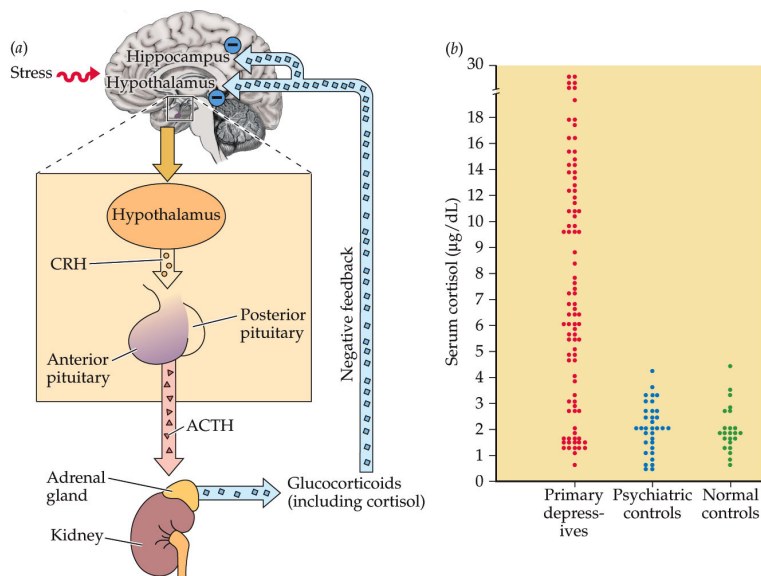 (a)
Stress
Hippocampus
Hypothalamus
Hypothalamus
CRH
Posterior
pituitary
Anterior
pituitary
ACTH
Negative feedback
Adrenal
gland
Glucocorticoids
(including cortisol)
Kidney
(b)
Serum cortisol (µg/dL)
30
18
16
14
12
10
9
8
7
6
5
4
3
2
1
0
Primary
depress-
ives
Psychiatric
controls
Normal
controls